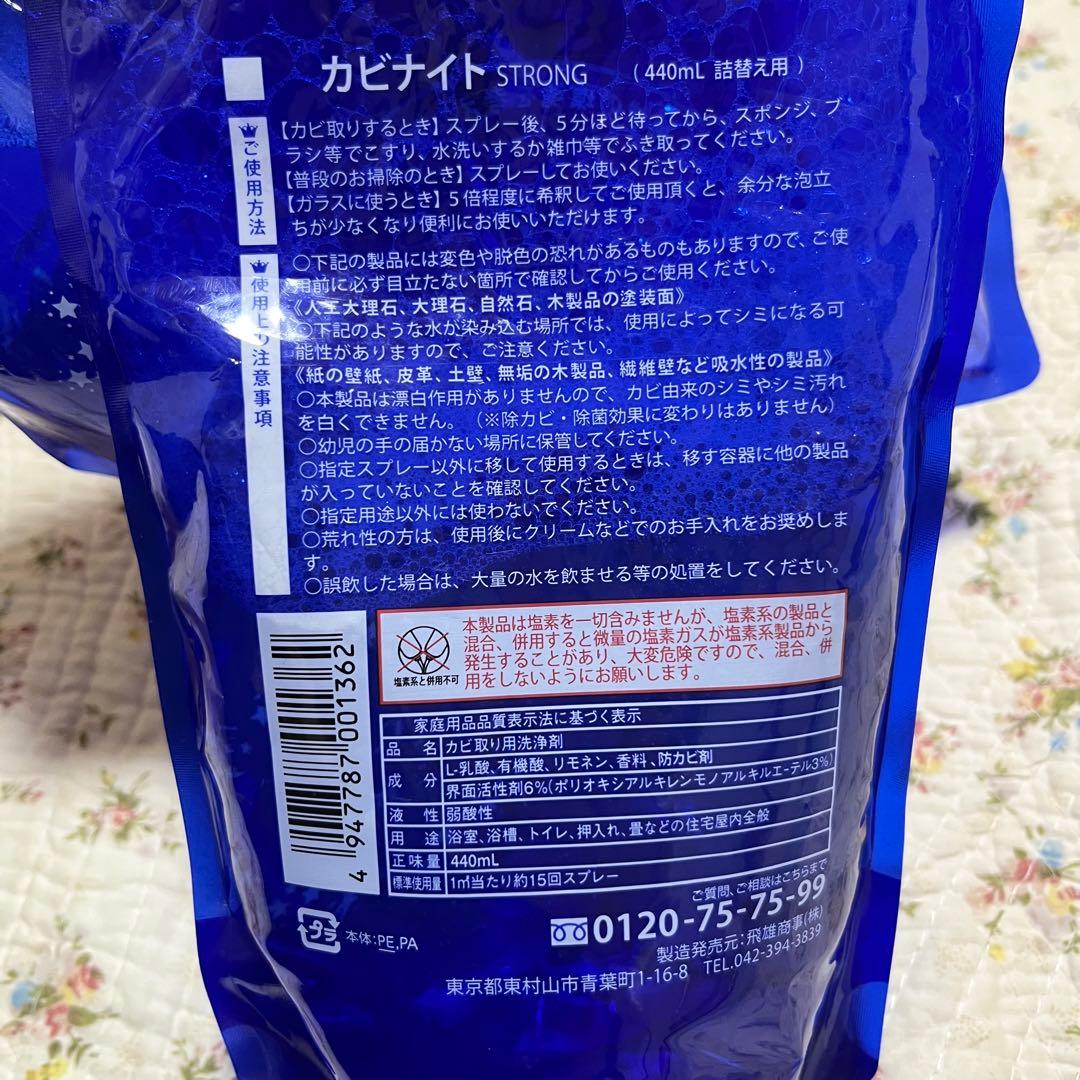 カビナイト STRONG （440mL 詰替え用）
ご使用方法
【カビ取りするとき】スプレー後、5分ほど待ってから、スポンジ、ブ
ラシ等でこすり、水洗いするか雑巾等でふき取ってください。
【普段のお掃除のとき】スプレーしてお使いください。
【ガラスに使うとき】5倍程度に希釈してご使用頂くと、余分な泡立
ちが少なくなり便利にお使いいただけます。
使用上の注意事項
○下記の製品には変色や脱色の恐れがあるものもありますので、ご使
用前に必ず目立たない箇所で確認してからご使用ください。
《人工大理石、大理石、自然石、木製品の塗装面》
○下記のような水が染み込む場所では、使用によってシミになる可
能性がありますので、ご注意ください。
《紙の壁紙、皮革、土壁、無垢の木製品、繊維壁など吸水性の製品》
○本製品は漂白作用がありませんので、カビ由来のシミやシミ汚れ
を白くできません。（※除カビ・除菌効果に変わりはありません）
○幼児の手の届かない場所に保管してください。
○指定スプレー以外に移して使用するときは、移す容器に他の製品
が入っていないことを確認してください。
○指定用途以外には使わないでください。
○荒れ性の方は、使用後にクリームなどでのお手入れをお奨めしま
す。
○誤飲した場合は、大量の水を飲ませる等の処置をしてください。
塩素系と併用不可
本製品は塩素を一切含みませんが、塩素系の製品と
混合、併用すると微量の塩素ガスが塩素系製品から
発生することがあり、大変危険ですので、混合、併
用をしないようにお願いします。
4947787001362
家庭用品品質表示法に基づく表示
品名 カビ取り用洗浄剤
成分 L-乳酸、有機酸、リモネン、香料、防カビ剤
界面活性剤6%(ポリオキシアルキレンモノアルキルエーテル3%)
液性 弱酸性
用途 浴室、浴槽、トイレ、押入れ、畳などの住宅屋内全般
正味量 440mL
標準使用量 1㎡当たり約15回スプレー
プラ 本体:PE,PA
ご質問、ご相談はこちらまで
0120-75-75-99
製造発売元:飛雄商事(株)
東京都東村山市青葉町1-16-8 TEL.042-394-3839